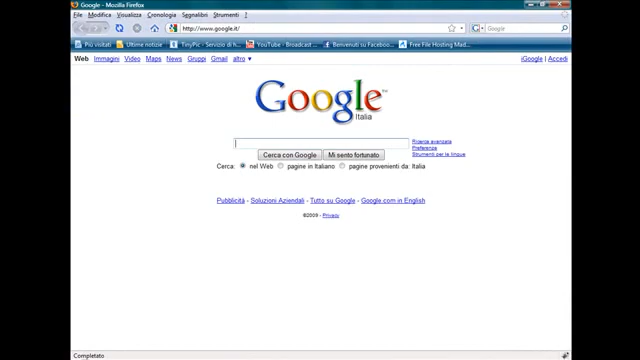 Google - Mozilla Firefox
File Modifica Visualizza Cronologia Segnalibri Strumenti ?
http://www.google.it/
Google
Più visitati Ultime notizie TinyPic - Servizio di h... YouTube - Broadcast ... Benvenuti su Faceboo... Free File Hosting Mad...
Web Immagini Video Maps News Gruppi Gmail altro ▼
iGoogle | Accedi
Google™
Italia
Ricerca avanzata
Preferenze
Strumenti per le lingue
Cerca con Google Mi sento fortunato
Cerca: nel Web pagine in Italiano pagine provenienti da: Italia
Pubblicità - Soluzioni Aziendali - Tutto su Google - Google.com in English
©2009 - Privacy
Completato